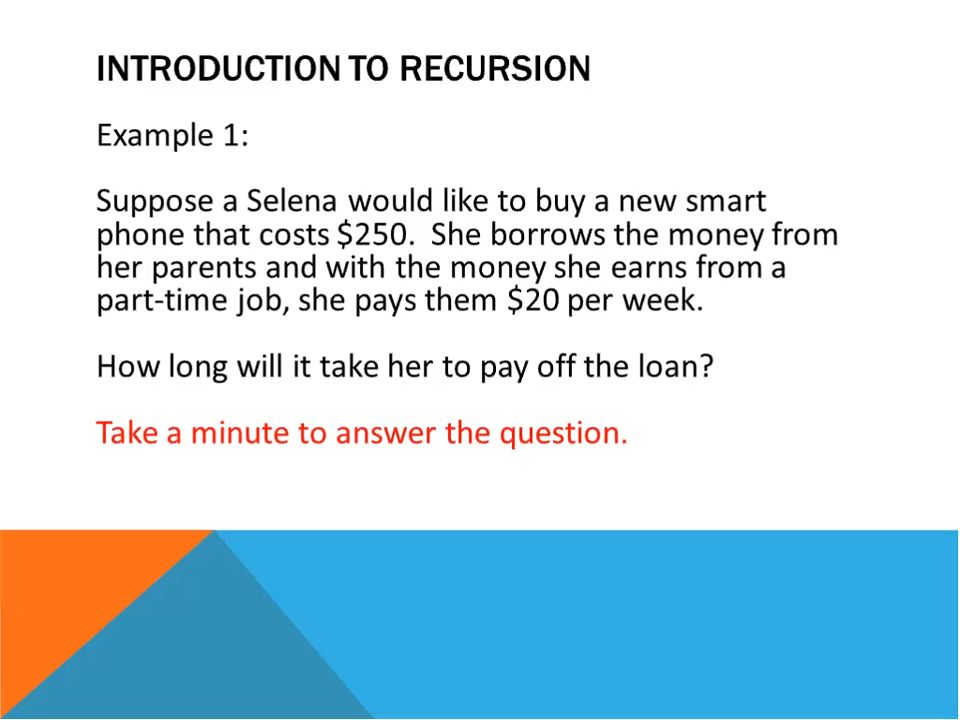 INTRODUCTION TO RECURSION
Example 1:
Suppose a Selena would like to buy a new smart
phone that costs $250.  She borrows the money from
her parents and with the money she earns from a
part-time job, she pays them $20 per week.
How long will it take her to pay off the loan?
Take a minute to answer the question.